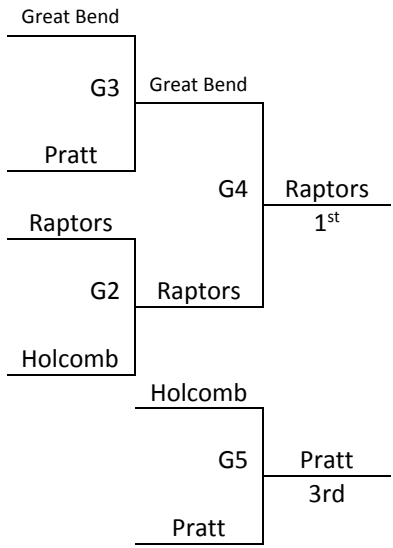 Great Bend
G3
Great Bend
Pratt
G4
Raptors
1st
Raptors
G2
Raptors
Holcomb
Holcomb
G5
Pratt
3rd
Pratt